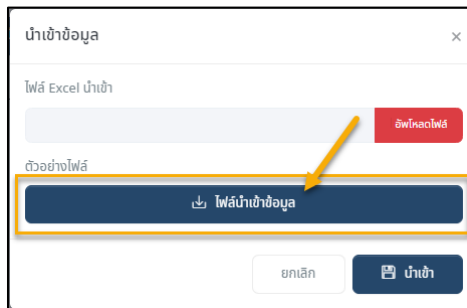 นำเข้าข้อมูล
ไฟล์ Excel นำเข้า
อัพโหลดไฟล์
ตัวอย่างไฟล์
ไฟล์นำเข้าข้อมูล
ยกเลิก
นำเข้า